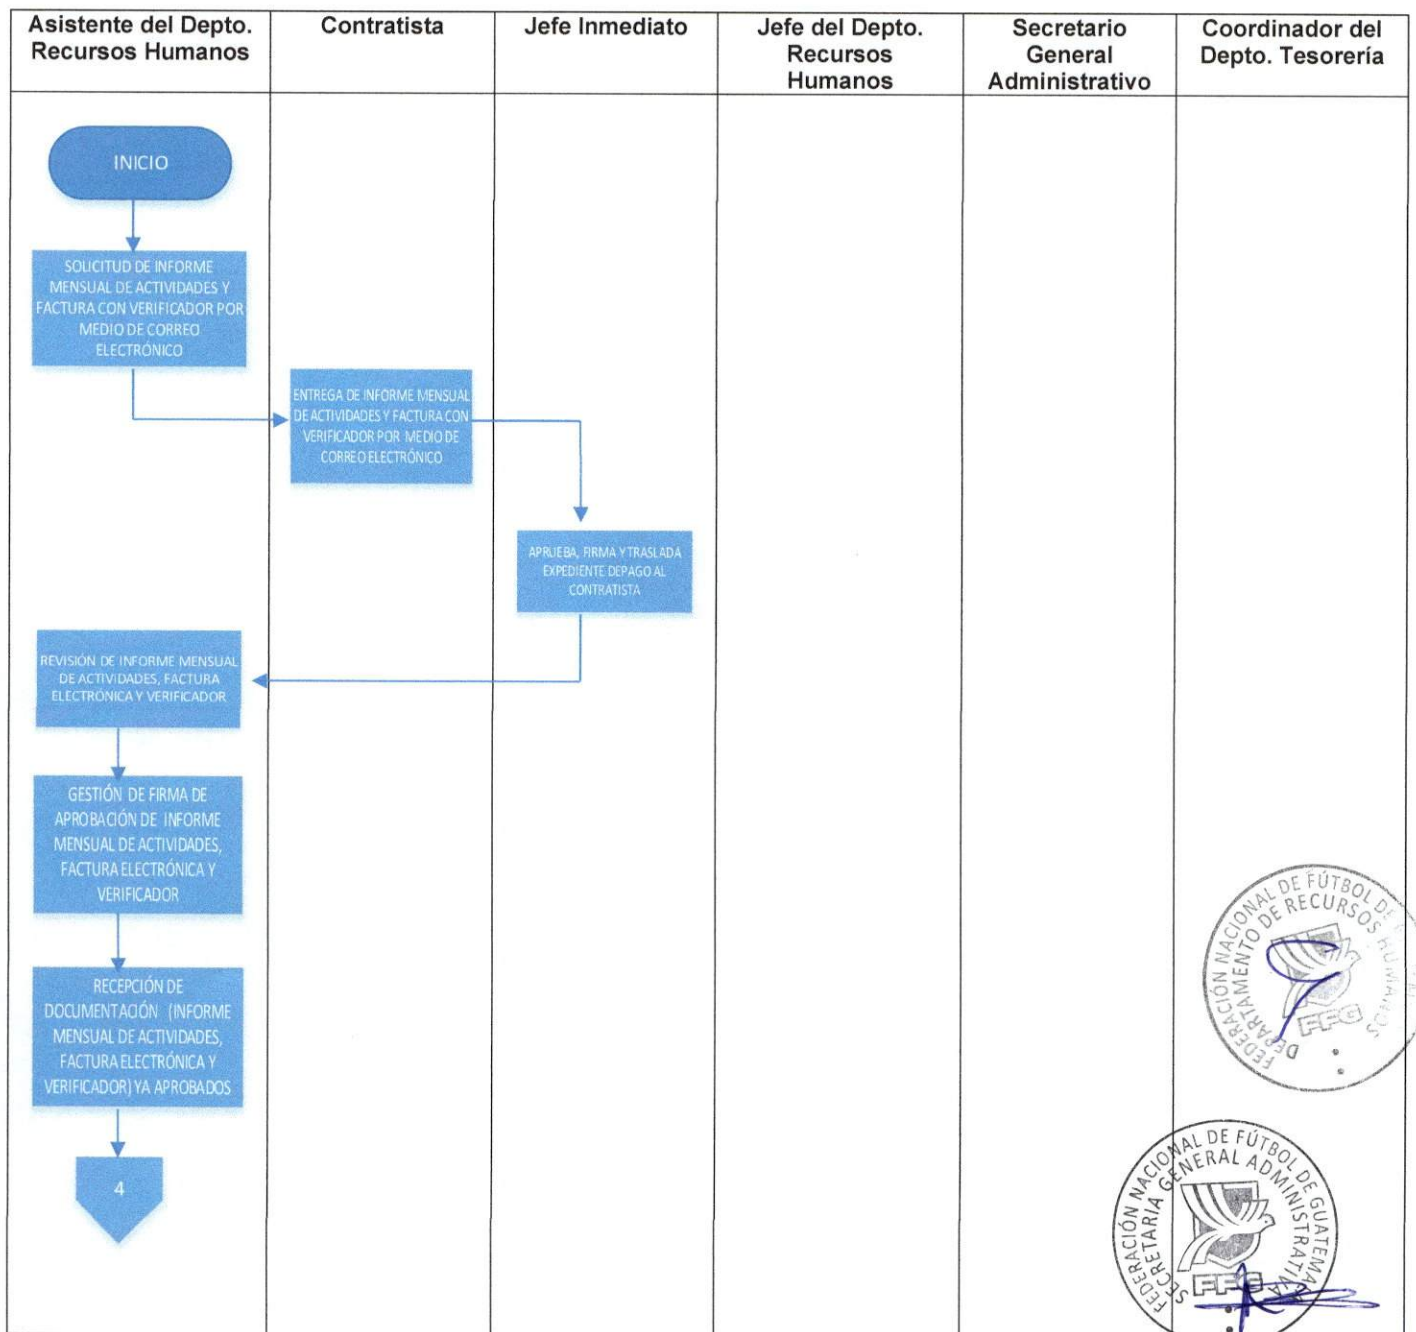 Asistente del Depto.
Recursos Humanos
Contratista
Jefe Inmediato
Jefe del Depto.
Recursos
Humanos
Secretario
General
Administrativo
Coordinador del
Depto. Tesorería
INICIO
SOLICITUD DE INFORME
MENSUAL DE ACTIVIDADES Y
FACTURA CON VERIFICADOR POR
MEDIO DE CORREO
ELECTRÓNICO
ENTREGA DE INFORME MENSUAL
DE ACTIVIDADES Y FACTURA CON
VERIFICADOR POR MEDIO DE
CORREO ELECTRÓNICO
APRUEBA, FIRMA Y TRASLADA
EXPEDIENTE DEPAGO AL
CONTRATISTA
REVISIÓN DE INFORME MENSUAL
DE ACTIVIDADES, FACTURA
ELECTRÓNICA Y VERIFICADOR
GESTIÓN DE FIRMA DE
APROBACIÓN DE INFORME
MENSUAL DE ACTIVIDADES,
FACTURA ELECTRÓNICA Y
VERIFICADOR
RECEPCIÓN DE
DOCUMENTACIÓN (INFORME
MENSUAL DE ACTIVIDADES,
FACTURA ELECTRÓNICA Y
VERIFICADOR) YA APROBADOS
4
FEDERACIÓN NACIONAL DE FÚTBOL DE
DEPARTAMENTO DE RECURSOS HUMANOS
FFG
FEDERACIÓN NACIONAL DE FÚTBOL DE GUATEMALA
SECRETARIA GENERAL ADMINISTRATIVA
FFG